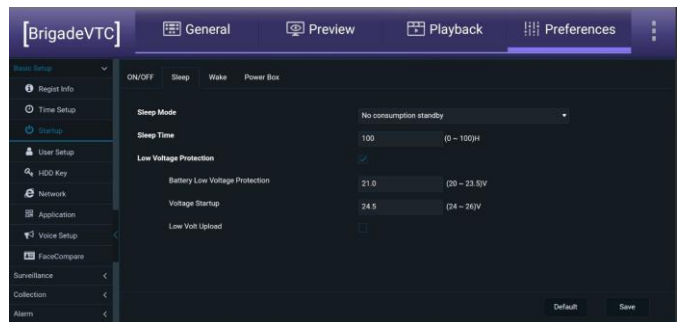 [BrigadeVTC]
General
Preview
Playback
Preferences
Basic Setup
Regist Info
Time Setup
Startup
User Setup
HDD Key
Network
Application
Voice Setup
FaceCompare
Surveillance
Collection
Alarm
ON/OFF Sleep Wake Power Box
Sleep Mode No consumption standby
Sleep Time 100 (0 ~ 100)H
Low Voltage Protection
Battery Low Voltage Protection 21.0 (20 ~ 23.5)V
Voltage Startup 24.5 (24 ~ 26)V
Low Volt Upload
Default Save